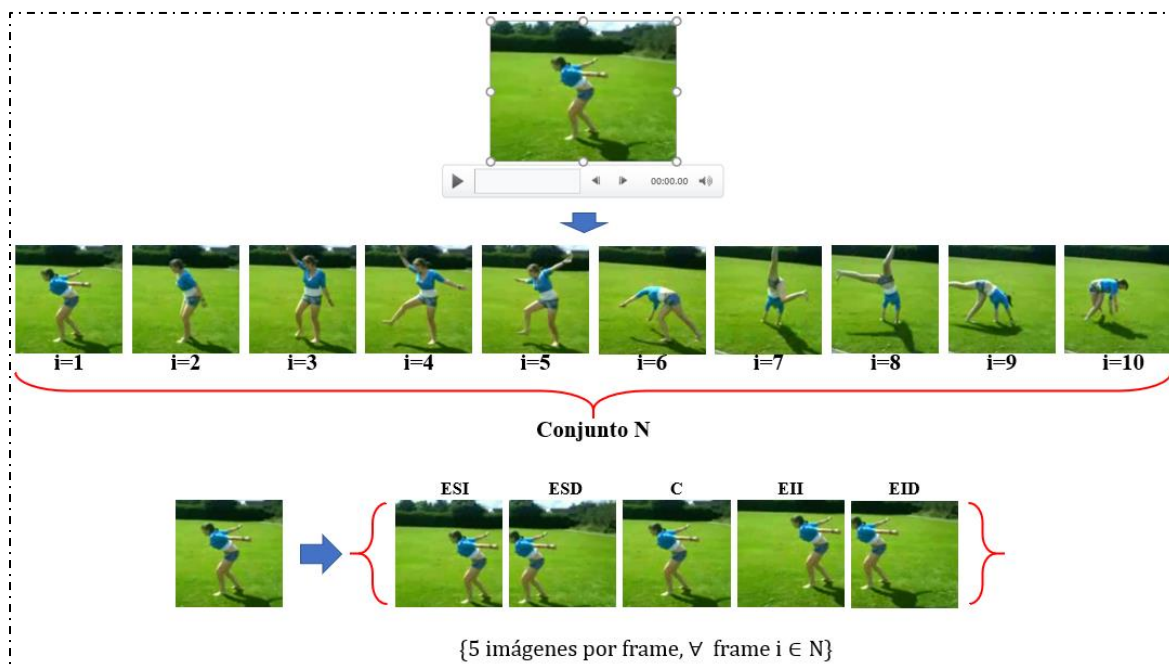 00:00.00
i=1 i=2 i=3 i=4 i=5 i=6 i=7 i=8 i=9 i=10
Conjunto N
ESI ESD C EII EID
{5 imágenes por frame, ∀ frame i ∈ N}